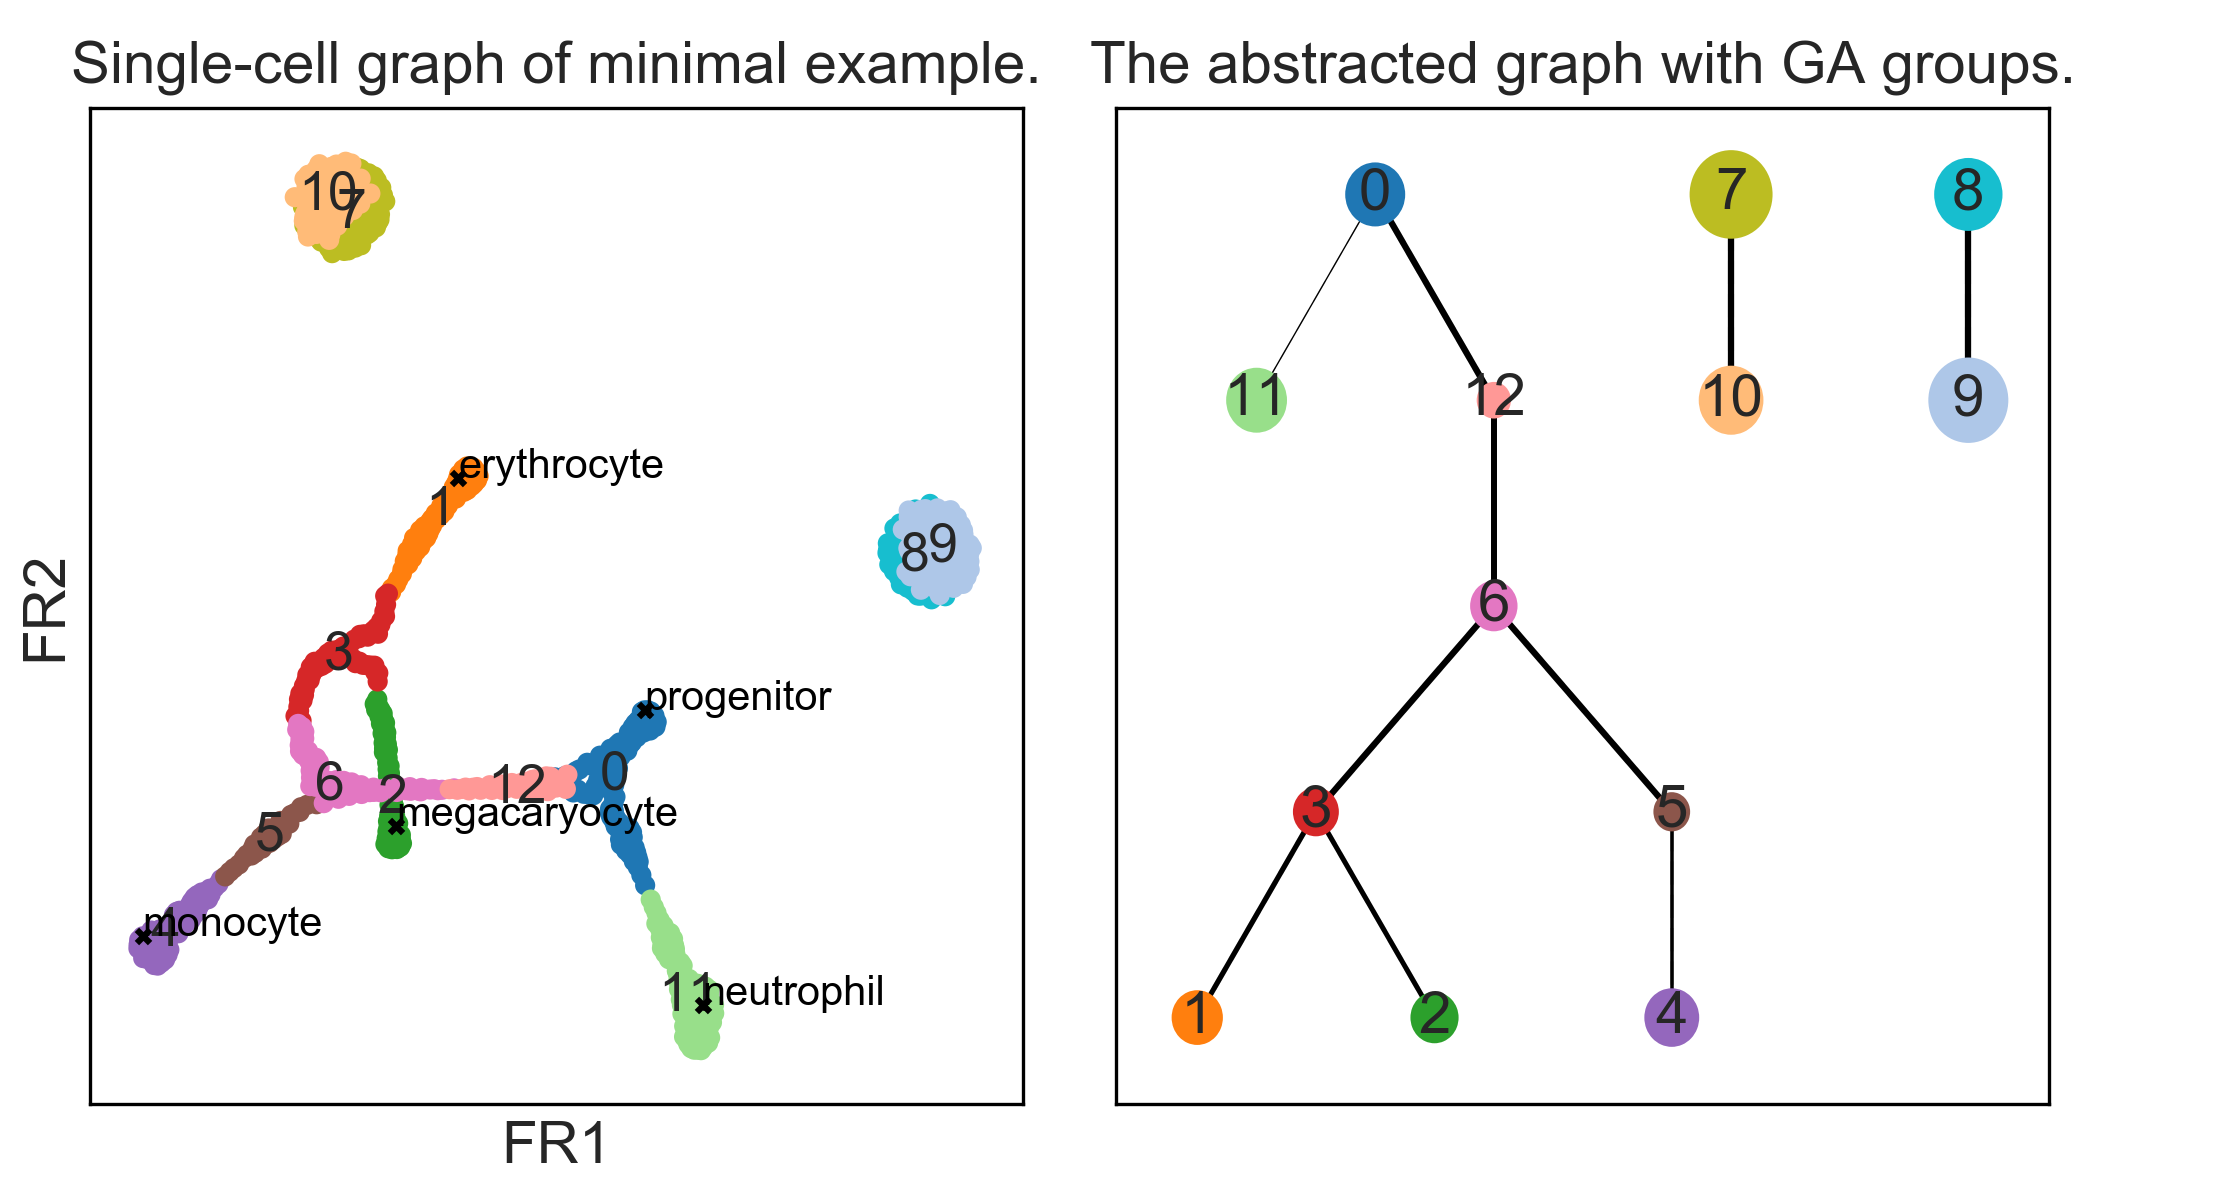 Single-cell graph of minimal example.
10
7
erythrocyte
1
8
9
3
progenitor
0
6
2
12
megacaryocyte
5
monocyte
4
11
neutrophil
FR2
FR1
The abstracted graph with GA groups.
0
7
8
11
12
10
9
6
3
5
1
2
4